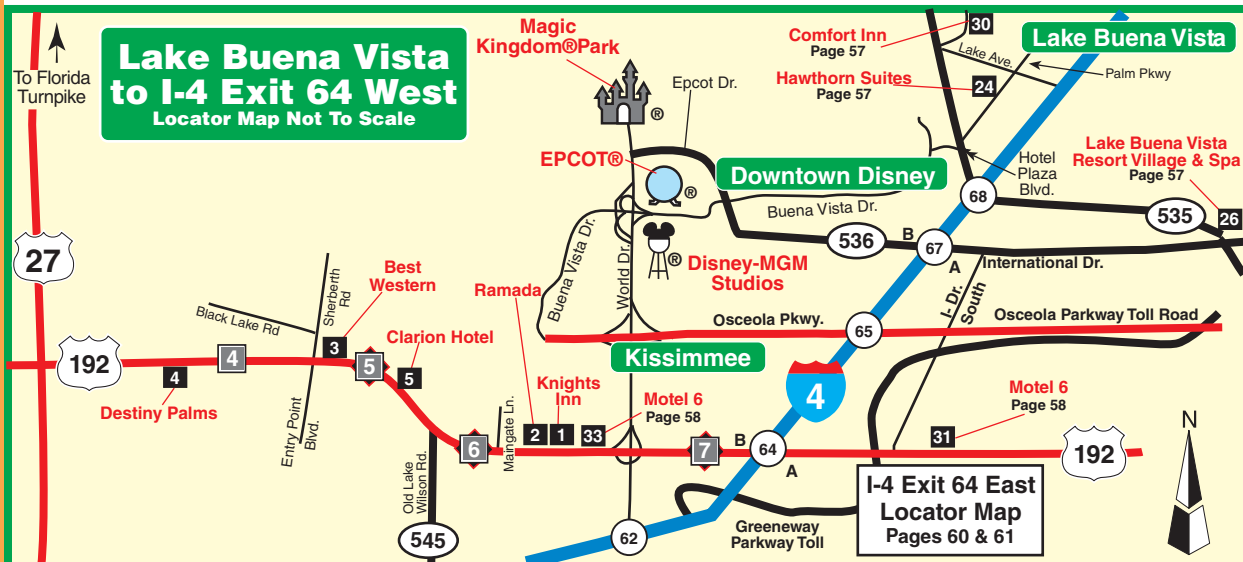 To Florida
Turnpike
Lake Buena Vista
to I-4 Exit 64 West
Locator Map Not To Scale
Magic
Kingdom®Park
®
Epcot Dr.
EPCOT®
®
Comfort Inn
Page 57
30
Lake Ave.
Lake Buena Vista
Palm Pkwy
Hawthorn Suites
Page 57
24
Lake Buena Vista
Resort Village & Spa
Page 57
26
Hotel
Plaza
Blvd.
Downtown Disney
Buena Vista Dr.
68
535
536
B
67
A
International Dr.
I- Dr.
South
27
Buena Vista Dr.
World Dr.
®
Disney-MGM
Studios
Osceola Pkwy.
65
Osceola Parkway Toll Road
Sherberth
Rd
Black Lake Rd
Best
Western
Ramada
Clarion Hotel
192
4
3
5
5
4
Destiny Palms
Entry Point
Blvd.
Kissimmee
4
Knights
Inn
Motel 6
Page 58
Maingate Ln.
6
2
1
33
7
B
64
A
Motel 6
Page 58
31
192
N
Old Lake
Wilson Rd.
545
62
Greeneway
Parkway Toll
I-4 Exit 64 East
Locator Map
Pages 60 & 61